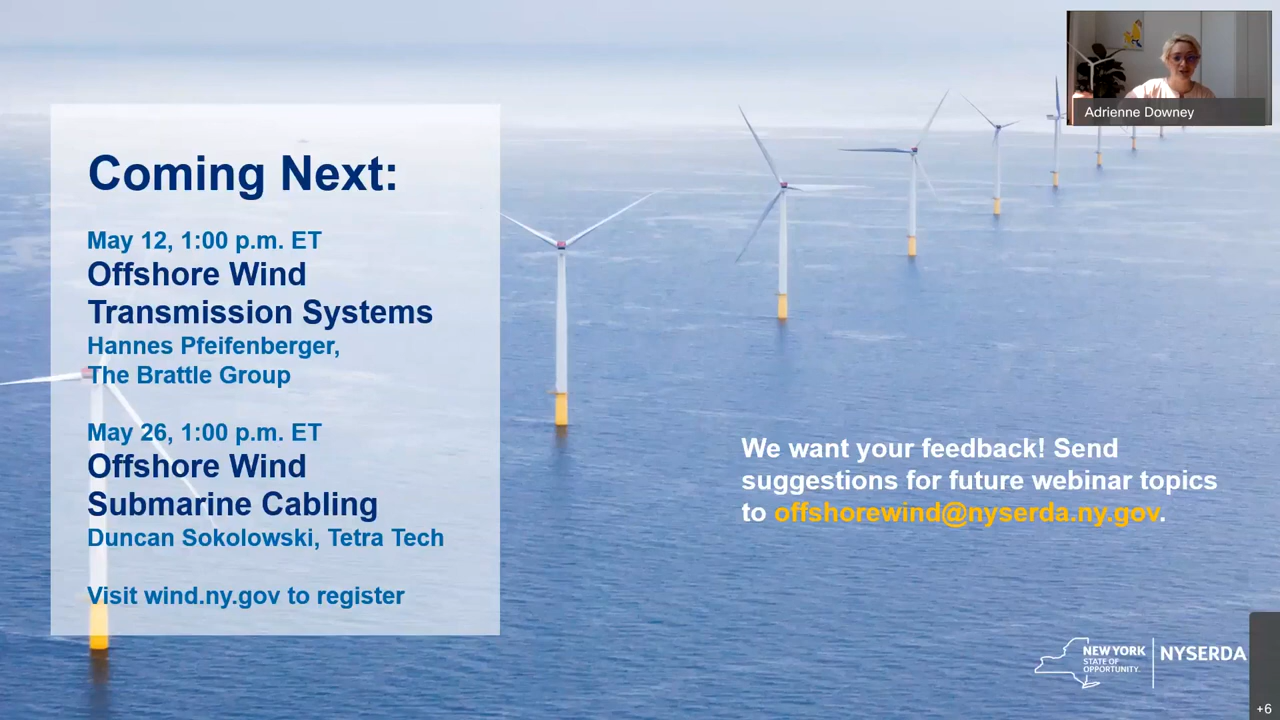 Adrienne Downey
Coming Next:
May 12, 1:00 p.m. ET
Offshore Wind
Transmission Systems
Hannes Pfeifenberger,
The Brattle Group
May 26, 1:00 p.m. ET
Offshore Wind
Submarine Cabling
Duncan Sokolowski, Tetra Tech
Visit wind.ny.gov to register
We want your feedback! Send
suggestions for future webinar topics
to offshorewind@nyserda.ny.gov.
NEW YORK
STATE OF
OPPORTUNITY.
NYSERDA
+6